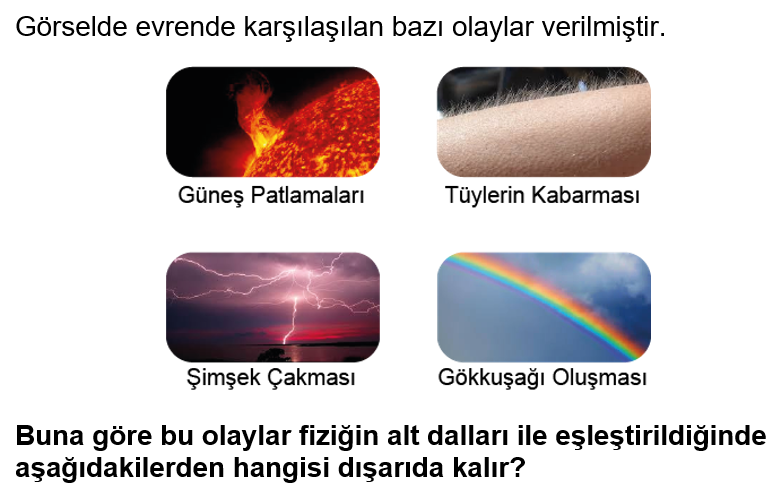 Görselde evrende karşılaşılan bazı olaylar verilmiştir.
Güneş Patlamaları
Tüylerin Kabarması
Şimşek Çakması
Gökkuşağı Oluşması
Buna göre bu olaylar fiziğin alt dalları ile eşleştirildiğinde
aşağıdakilerden hangisi dışarıda kalır?